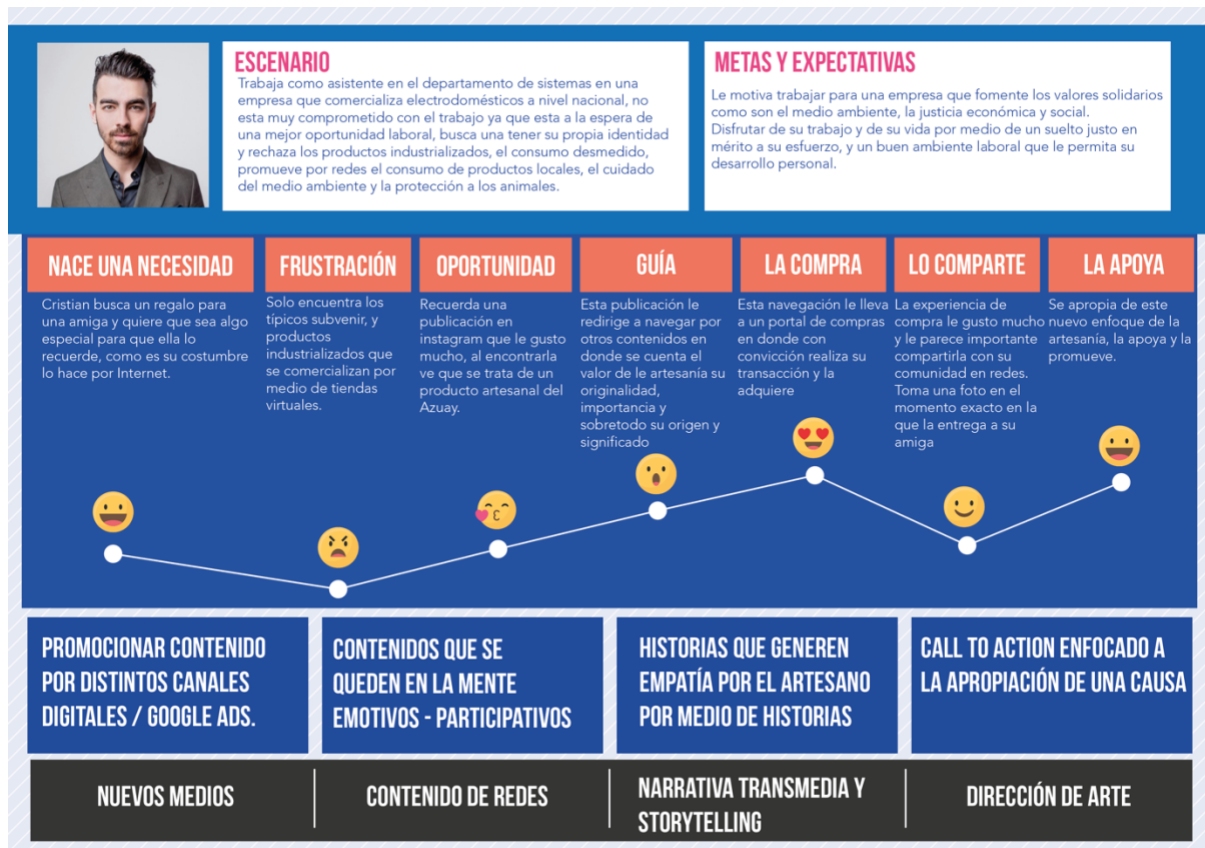 ESCENARIO
Trabaja como asistente en el departamento de sistemas en una
empresa que comercializa electrodomésticos a nivel nacional, no
esta muy comprometido con el trabajo ya que esta a la espera de
una mejor oportunidad laboral, busca una tener su propia identidad
y rechaza los productos industrializados, el consumo desmedido,
promueve por redes el consumo de productos locales, el cuidado
del medio ambiente y la protección a los animales.
METAS Y EXPECTATIVAS
Le motiva trabajar para una empresa que fomente los valores solidarios
como son el medio ambiente, la justicia económica y social.
Disfrutar de su trabajo y de su vida por medio de un suelto justo en
mérito a su esfuerzo, y un buen ambiente laboral que le permita su
desarrollo personal.
NACE UNA NECESIDAD
Cristian busca un regalo para
una amiga y quiere que sea algo
especial para que ella lo
recuerde, como es su costumbre
lo hace por Internet.
FRUSTRACIÓN
Solo encuentra los
típicos subvenir, y
productos
industrializados que
se comercializan por
medio de tiendas
virtuales.
OPORTUNIDAD
Recuerda una
publicación en
instagram que le gusto
mucho, al encontrarla
ve que se trata de un
producto artesanal del
Azuay.
GUÍA
Esta publicación le
redirige a navegar por
otros contenidos en
donde se cuenta el
valor de le artesanía su
originalidad,
importancia y
sobretodo su origen y
significado
LA COMPRA
Esta navegación le lleva
a un portal de compras
en donde con
convicción realiza su
transacción y la
adquiere
LO COMPARTE
La experiencia de
compra le gusto mucho
y le parece importante
compartirla con su
comunidad en redes.
Toma una foto en el
momento exacto en la
que la entrega a su
amiga
LA APOYA
Se apropia de este
nuevo enfoque de la
artesanía, la apoya y la
promueve.
PROMOCIONAR CONTENIDO
POR DISTINTOS CANALES
DIGITALES / GOOGLE ADS.
CONTENIDOS QUE SE
QUEDEN EN LA MENTE
EMOTIVOS - PARTICIPATIVOS
HISTORIAS QUE GENEREN
EMPATÍA POR EL ARTESANO
POR MEDIO DE HISTORIAS
CALL TO ACTION ENFOCADO A
LA APROPIACIÓN DE UNA CAUSA
NUEVOS MEDIOS
CONTENIDO DE REDES
NARRATIVA TRANSMEDIA Y
STORYTELLING
DIRECCIÓN DE ARTE